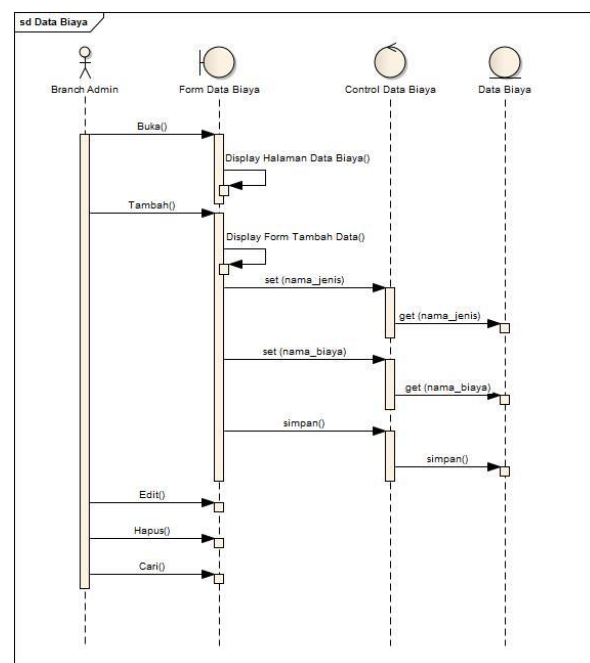 sd Data Biaya
Branch Admin
Form Data Biaya
Control Data Biaya
Data Biaya
Buka()
Display Halaman Data Biaya()
Tambah()
Display Form Tambah Data()
set (nama_jenis)
get (nama_jenis)
set (nama_biaya)
get (nama_biaya)
simpan()
simpan()
Edit()
Hapus()
Cari()